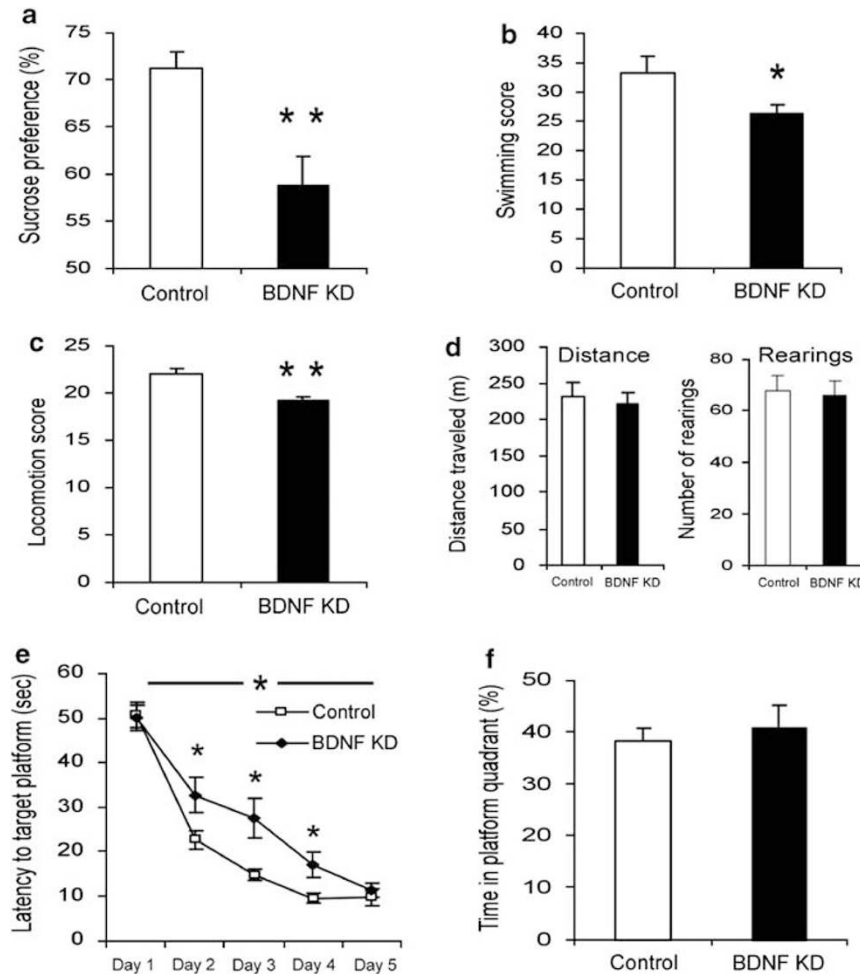 a
Sucrose preference (%)
75
70
65
60
55
50
* *
Control
BDNF KD
b
Swimming score
40
35
30
25
20
15
10
5
0
*
Control
BDNF KD
c
Locomotion score
25
20
15
10
5
0
* *
Control
BDNF KD
d
Distance
Distance traveled (m)
300
250
200
150
100
50
0
Control
BDNF KD
Rearings
Number of rearings
80
60
40
20
0
Control
BDNF KD
e
Latency to target platform (sec)
60
50
40
30
20
10
0
*
Control
BDNF KD
*
*
*
Day 1
Day 2
Day 3
Day 4
Day 5
f
Time in platform quadrant (%)
50
40
30
20
10
0
Control
BDNF KD